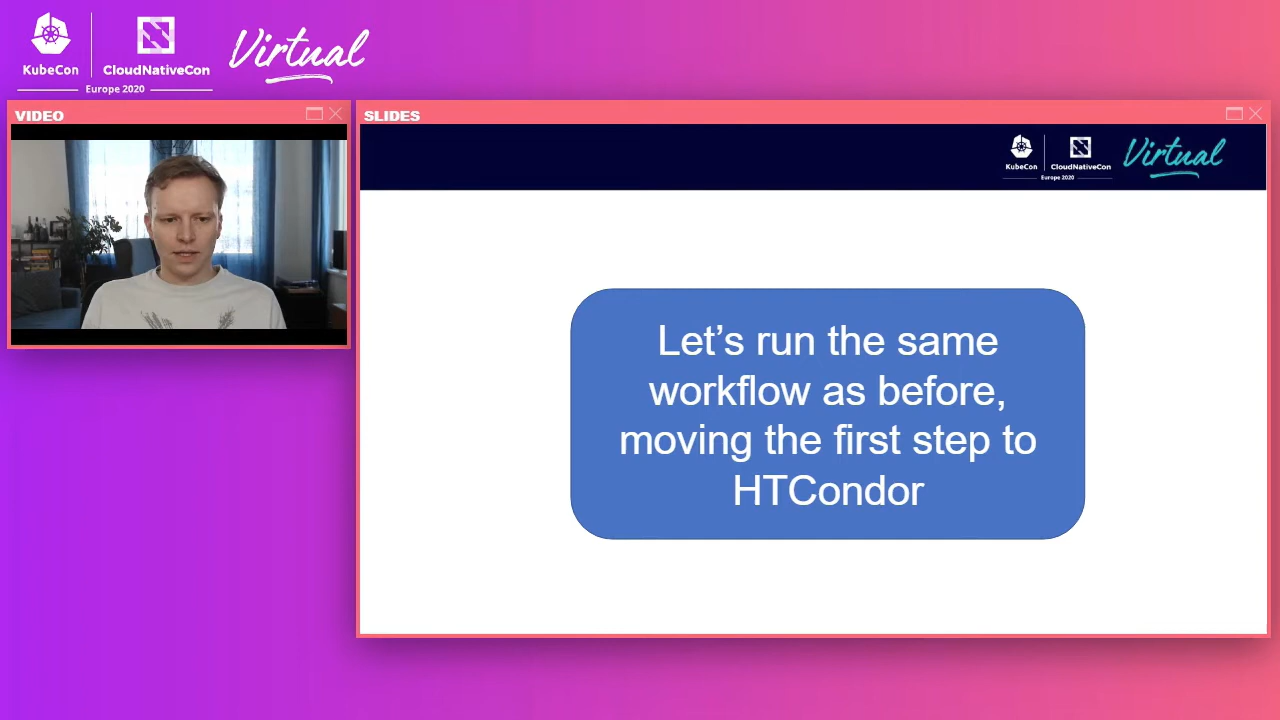 KubeCon
CloudNativeCon
Europe 2020
Virtual
VIDEO
SLIDES
KubeCon
CloudNativeCon
Europe 2020
Virtual
Let’s run the same
workflow as before,
moving the first step to
HTCondor